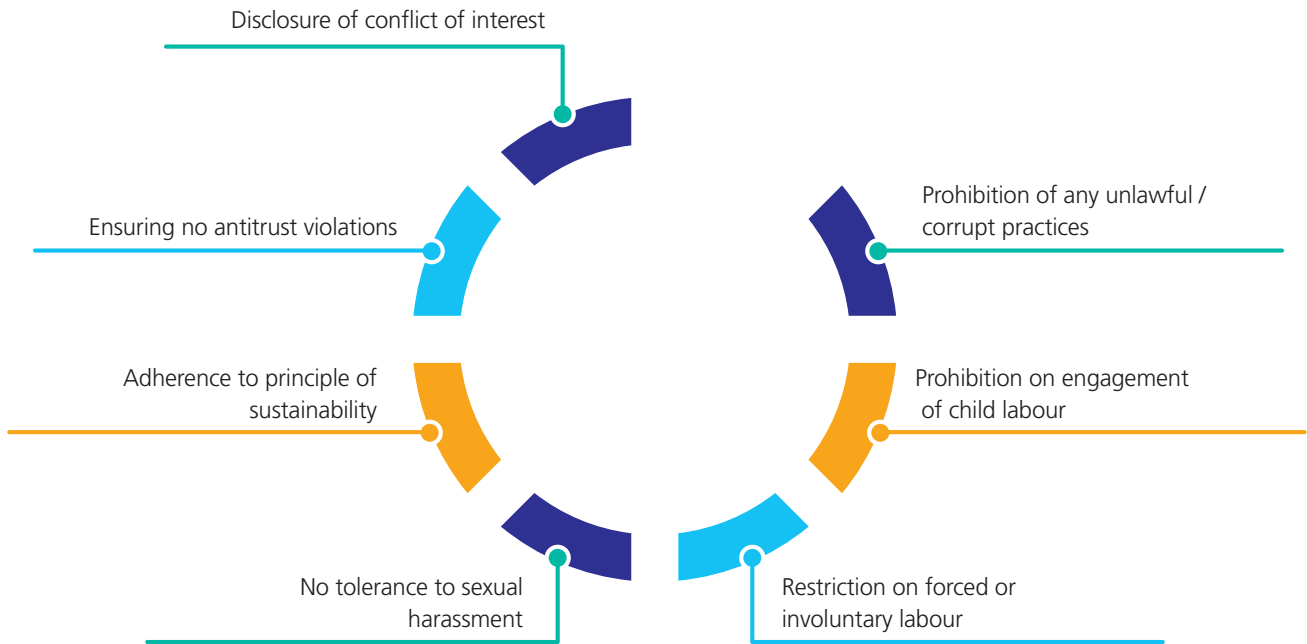 Disclosure of conflict of interest
Ensuring no antitrust violations
Adherence to principle of
sustainability
No tolerance to sexual
harassment
Prohibition of any unlawful /
corrupt practices
Prohibition on engagement
of child labour
Restriction on forced or
involuntary labour